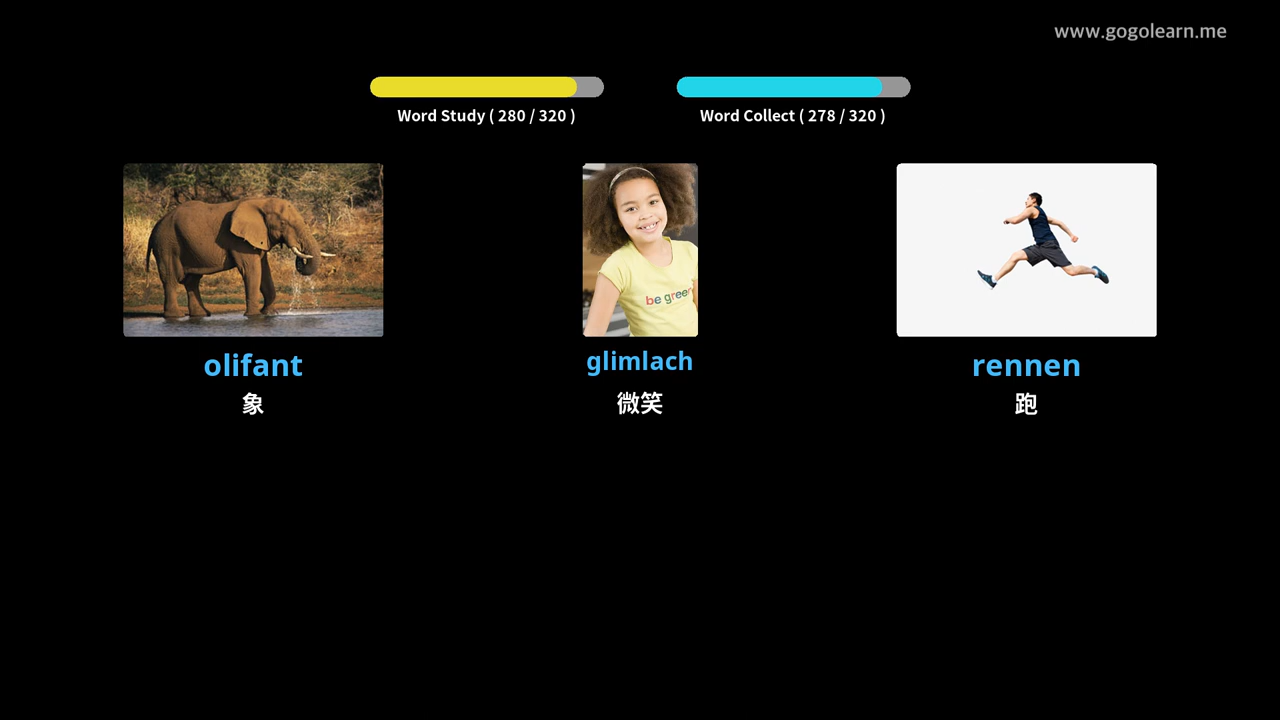 www.gogolearn.me
Word Study ( 280 / 320 )
Word Collect ( 278 / 320 )
be green
olifant
glimlach
rennen
象
微笑
跑